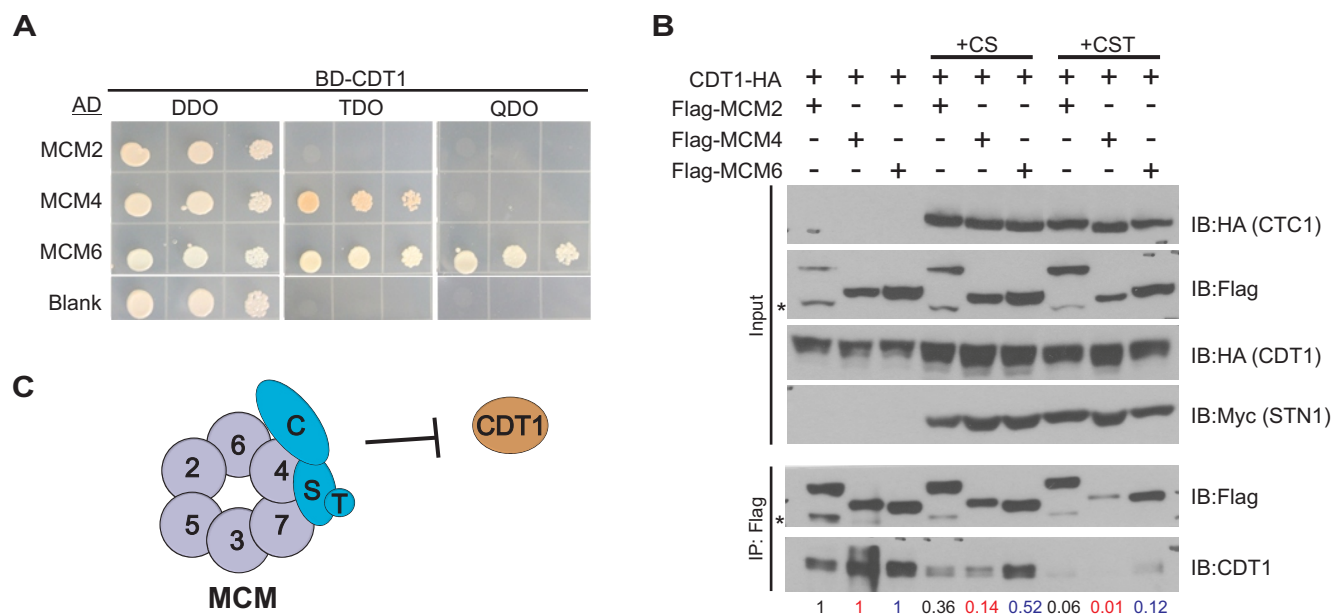 A
BD-CDT1
AD DDO TDO QDO
MCM2
MCM4
MCM6
Blank
B
+CS +CST
CDT1-HA + + + + + + + + +
Flag-MCM2 + - - + - - + - -
Flag-MCM4 - + - - + - - + -
Flag-MCM6 - - + - - + - - +
Input
IB:HA (CTC1)
* IB:Flag
IB:HA (CDT1)
IB:Myc (STN1)
IP: Flag
* IB:Flag
IB:CDT1
1 1 1 0.36 0.14 0.52 0.06 0.01 0.12
C
C
6
2 4
S T
5 7
3
MCM
CDT1